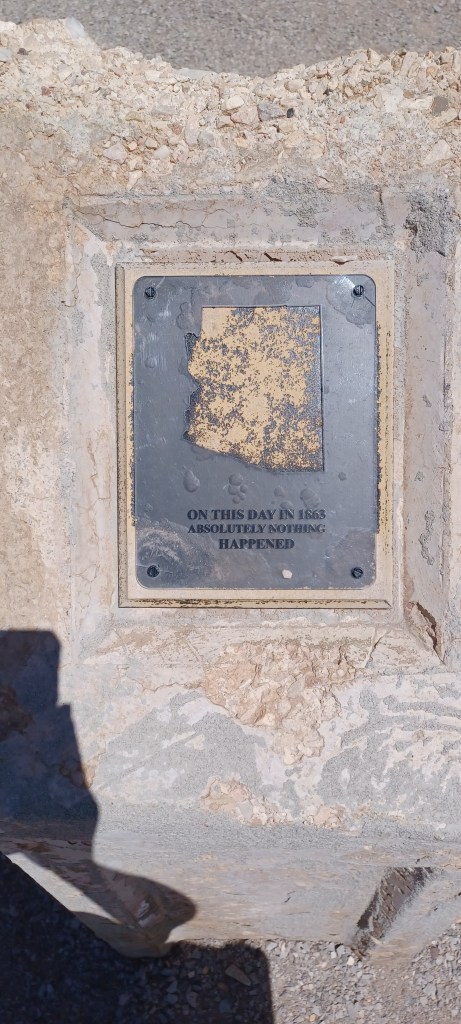 ON THIS DAY IN 1863
ABSOLUTELY NOTHING
HAPPENED